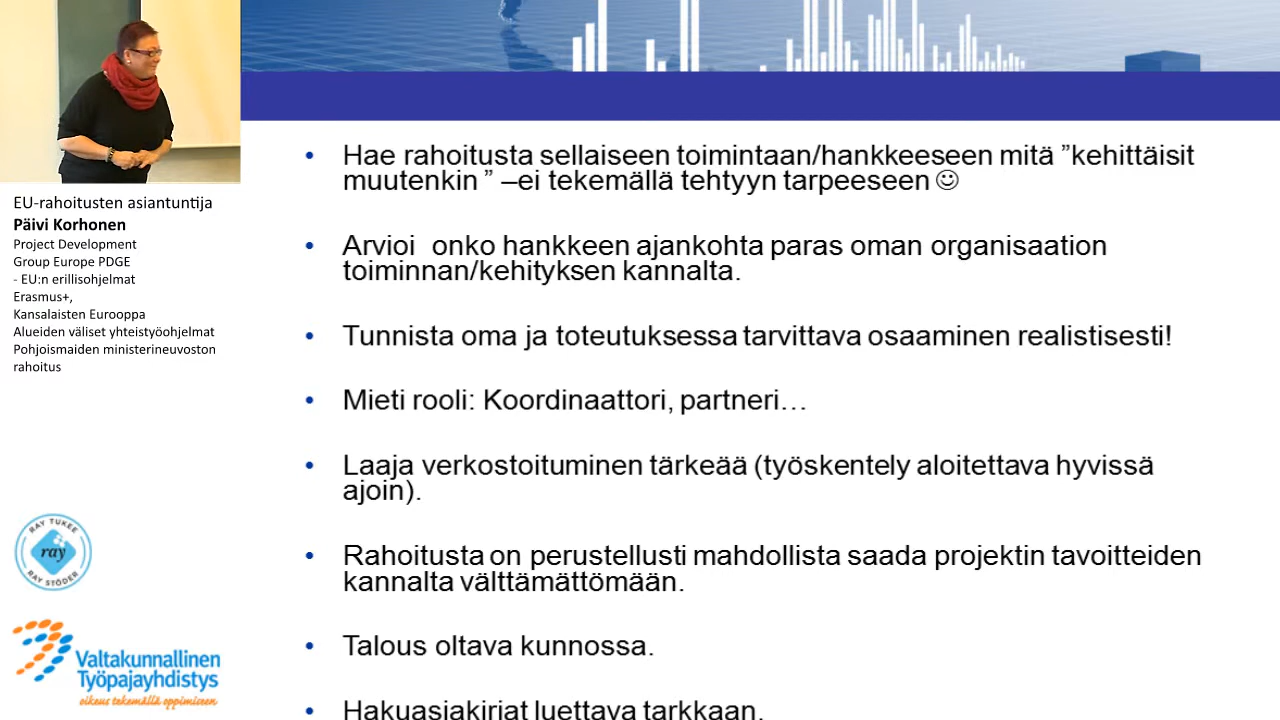 EU-rahoitusten asiantuntija
Päivi Korhonen
Project Development
Group Europe PDGE
- EU:n erillisohjelmat
Erasmus+,
Kansalaisten Eurooppa
Alueiden väliset yhteistyöohjelmat
Pohjoismaiden ministerineuvoston
rahoitus
RAY TUKEE
ray
RAY STÖDER
Valtakunnallinen
Työpajayhdistys
oikeus tekemällä oppimiseen
• Hae rahoitusta sellaiseen toimintaan/hankkeeseen mitä ”kehittäisit
muutenkin ” –ei tekemällä tehtyyn tarpeeseen ☺
• Arvioi onko hankkeen ajankohta paras oman organisaation
toiminnan/kehityksen kannalta.
• Tunnista oma ja toteutuksessa tarvittava osaaminen realistisesti!
• Mieti rooli: Koordinaattori, partneri…
• Laaja verkostoituminen tärkeää (työskentely aloitettava hyvissä
ajoin).
• Rahoitusta on perustellusti mahdollista saada projektin tavoitteiden
kannalta välttämättömään.
• Talous oltava kunnossa.
• Hakuasiakirjat luettava tarkkaan.